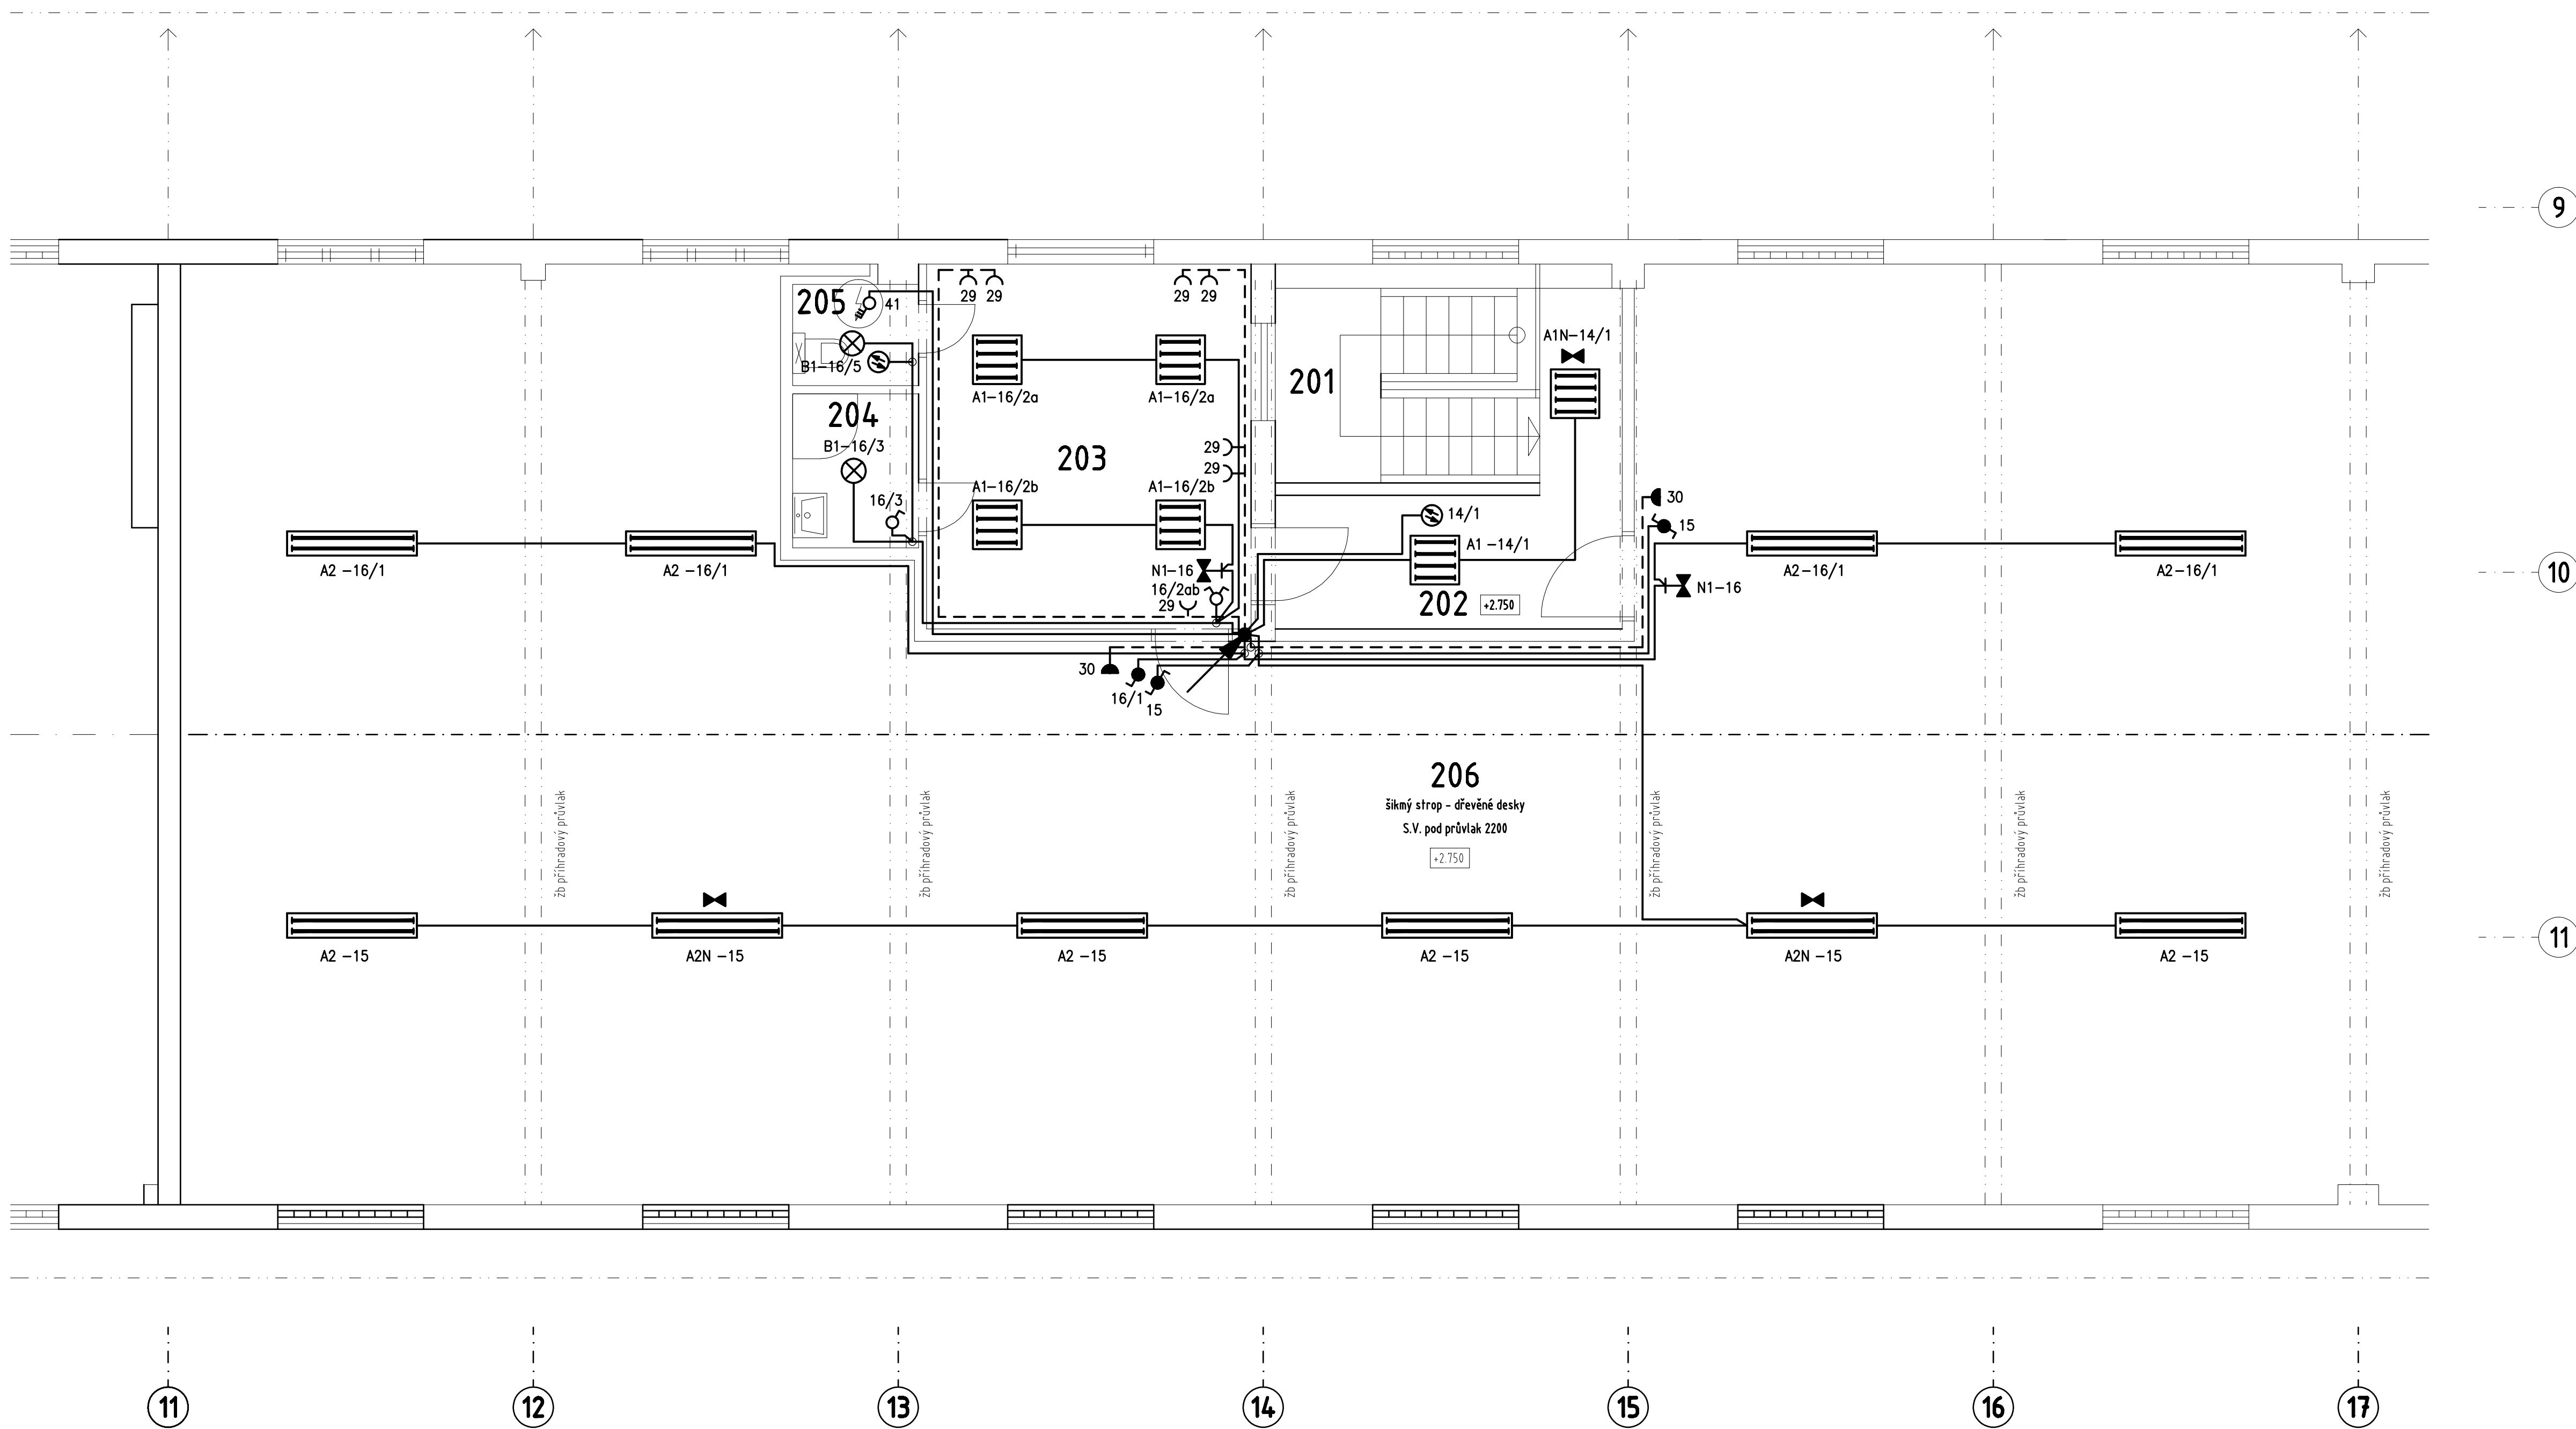 9
205
41
29 29
29 29
B1-16/5
A1N-14/1
201
A1-16/2a
A1-16/2a
204
B1-16/3
203
29
29
A1-16/2b
A1-16/2b
16/3
30
14/1
15
A1 -14/1
A2 -16/1
A2 -16/1
N1-16
A2-16/1
A2-16/1
10
16/2ab
29
202
+2.750
N1-16
30
16/1
15
206
šikmý strop - dřevěné desky
S.V. pod průvlak 2200
+2.750
žb příhradový průvlak
žb příhradový průvlak
žb příhradový průvlak
žb příhradový průvlak
žb příhradový průvlak
žb příhradový průvlak
11
A2 -15
A2N -15
A2 -15
A2 -15
A2N -15
A2 -15
11
12
13
14
15
16
17